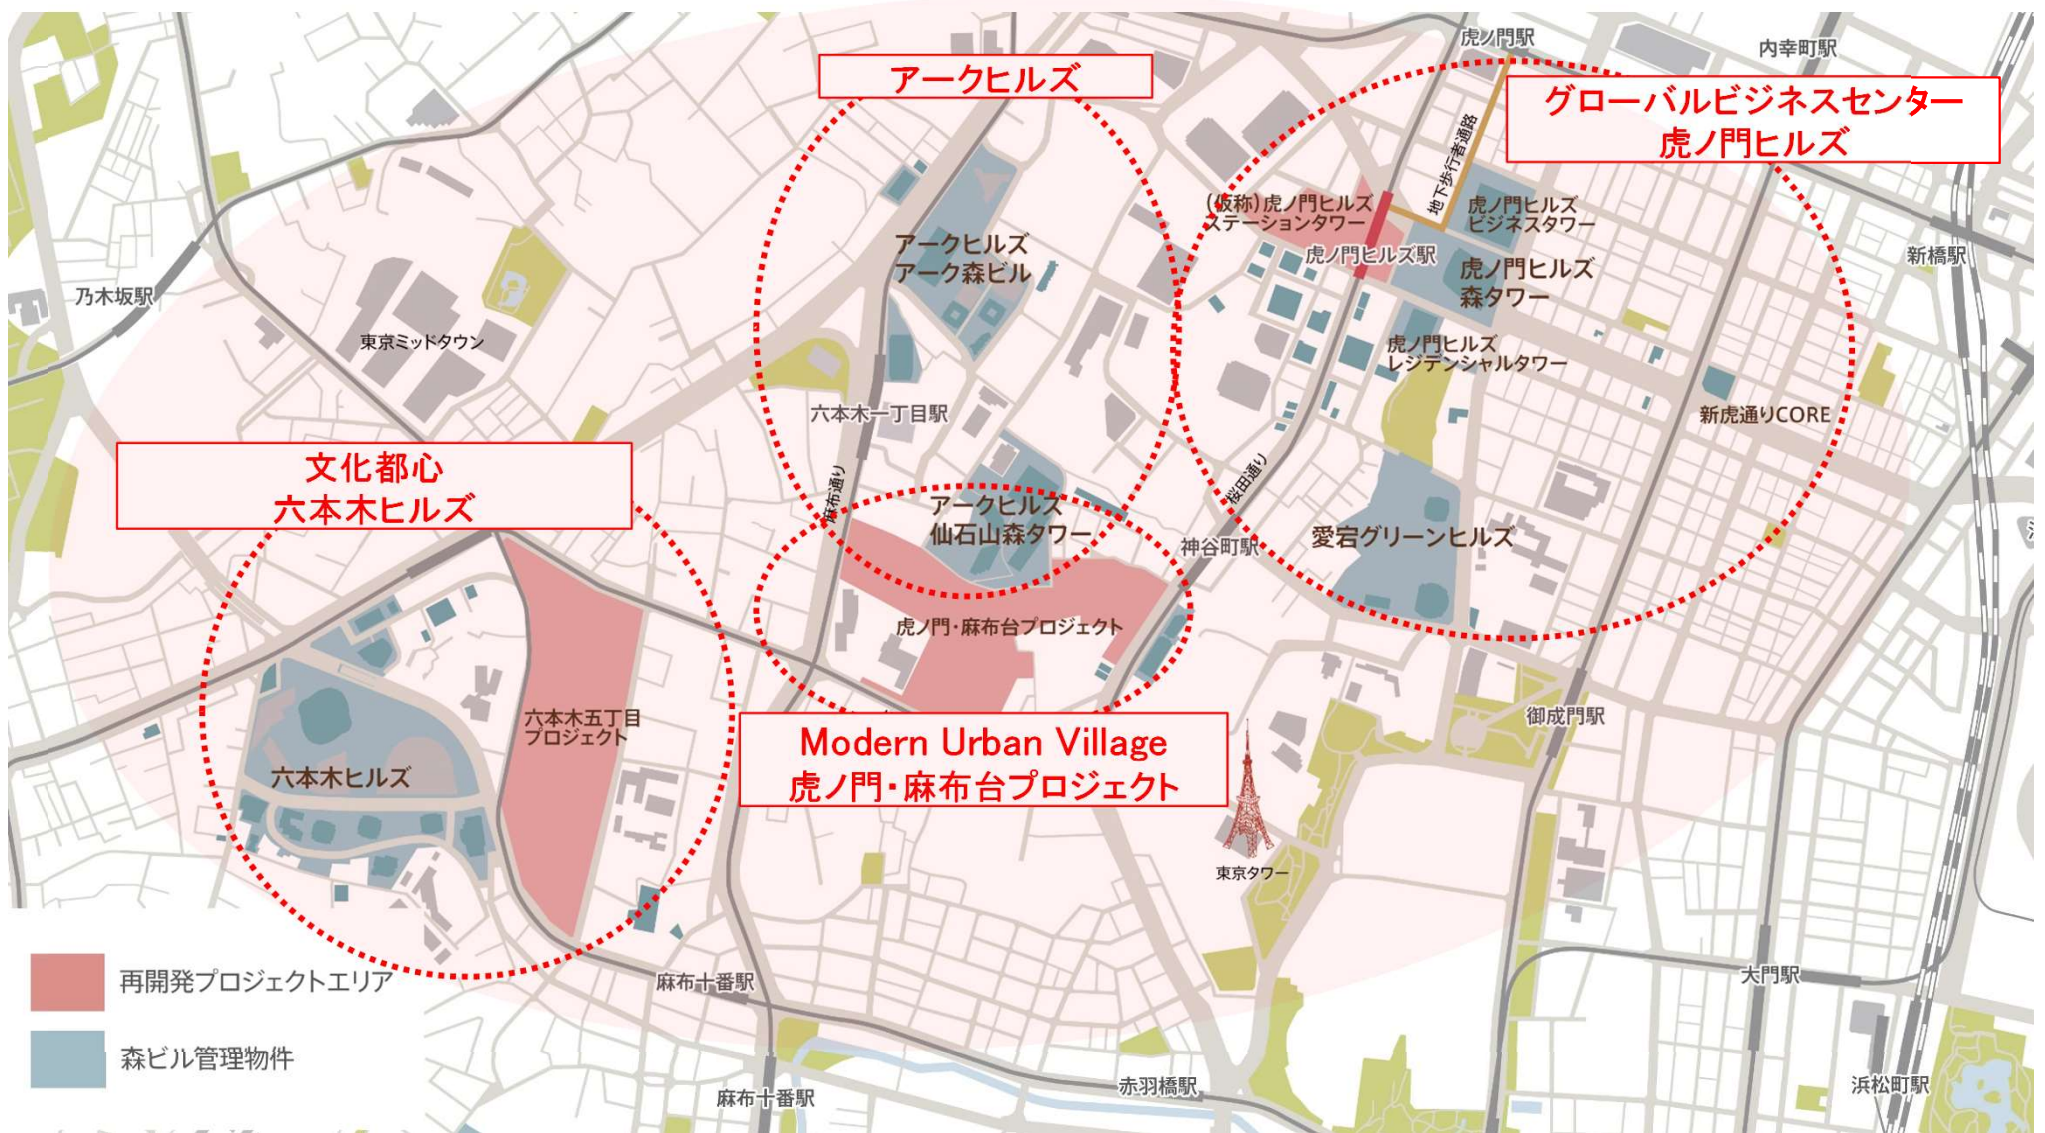 虎ノ門駅
内幸町駅
アークヒルズ
グローバルビジネスセンター
虎ノ門ヒルズ
地下歩行者通路
(仮称)虎ノ門ヒルズ
ステーションタワー
虎ノ門ヒルズ
ビジネスタワー
アークヒルズ
アーク森ビル
虎ノ門ヒルズ駅
虎ノ門ヒルズ
森タワー
新橋駅
乃木坂駅
東京ミッドタウン
虎ノ門ヒルズ
レジデンシャルタワー
六本木一丁目駅
新虎通りCORE
文化都心
六本木ヒルズ
麻布通り
桜田通り
アークヒルズ
仙石山森タワー
神谷町駅
愛宕グリーンヒルズ
虎ノ門・麻布台プロジェクト
六本木五丁目
プロジェクト
御成門駅
Modern Urban Village
虎ノ門・麻布台プロジェクト
六本木ヒルズ
東京タワー
再開発プロジェクトエリア
麻布十番駅
大門駅
森ビル管理物件
麻布十番駅
赤羽橋駅
浜松町駅